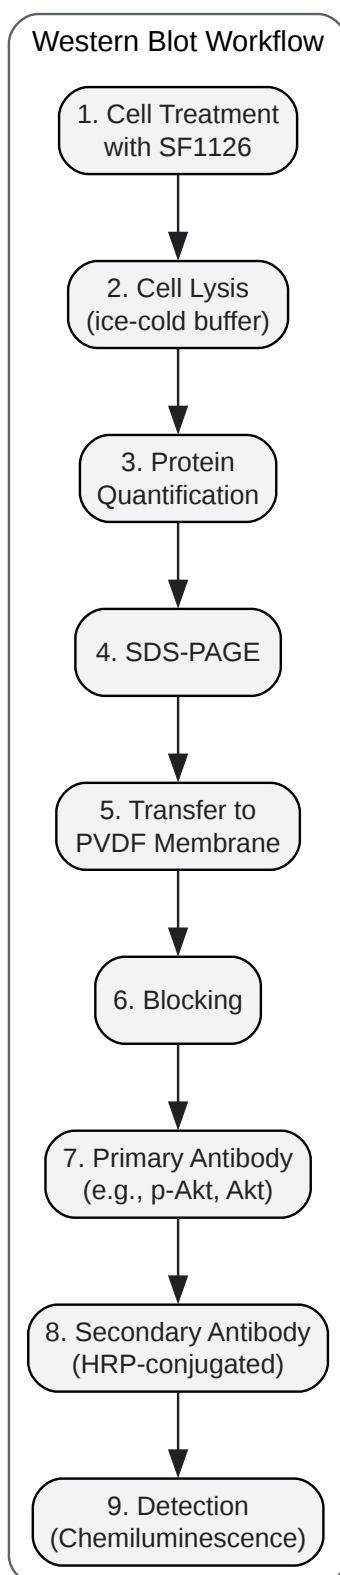 Western Blot Workflow
1. Cell Treatment
with SF1126
2. Cell Lysis
(ice-cold buffer)
3. Protein
Quantification
4. SDS-PAGE
5. Transfer to
PVDF Membrane
6. Blocking
7. Primary Antibody
(e.g., p-Akt, Akt)
8. Secondary Antibody
(HRP-conjugated)
9. Detection
(Chemiluminescence)